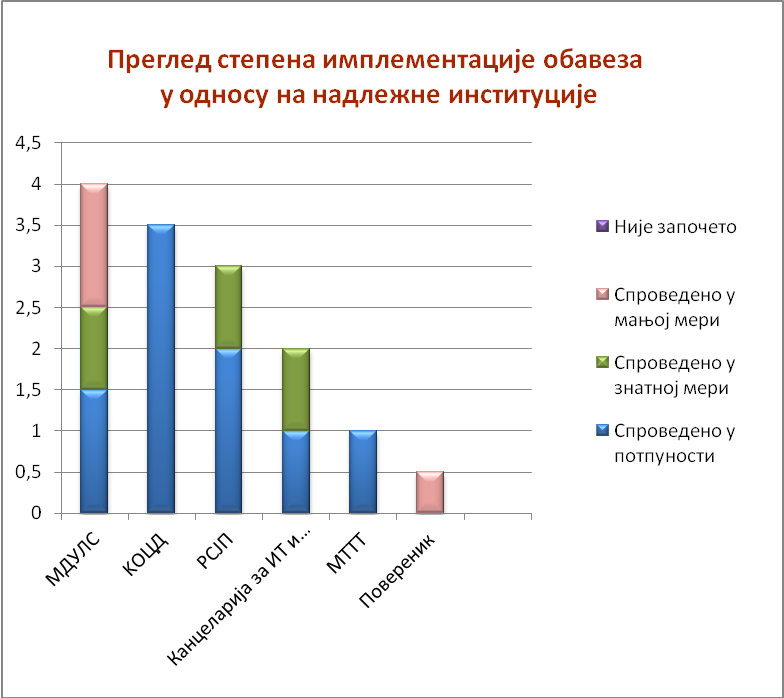 Преглед степена имплементације обавеза
у односу на надлежне институције
4,5
4
3,5
3
2,5
2
1,5
1
0,5
0
МДУЛС
КОЦД
РСЈП
Канцеларија за ИТ и...
МТТТ
Повереник
Није започето
Спроведено у
мањој мери
Спроведено у
знатној мери
Спроведено у
потпуности